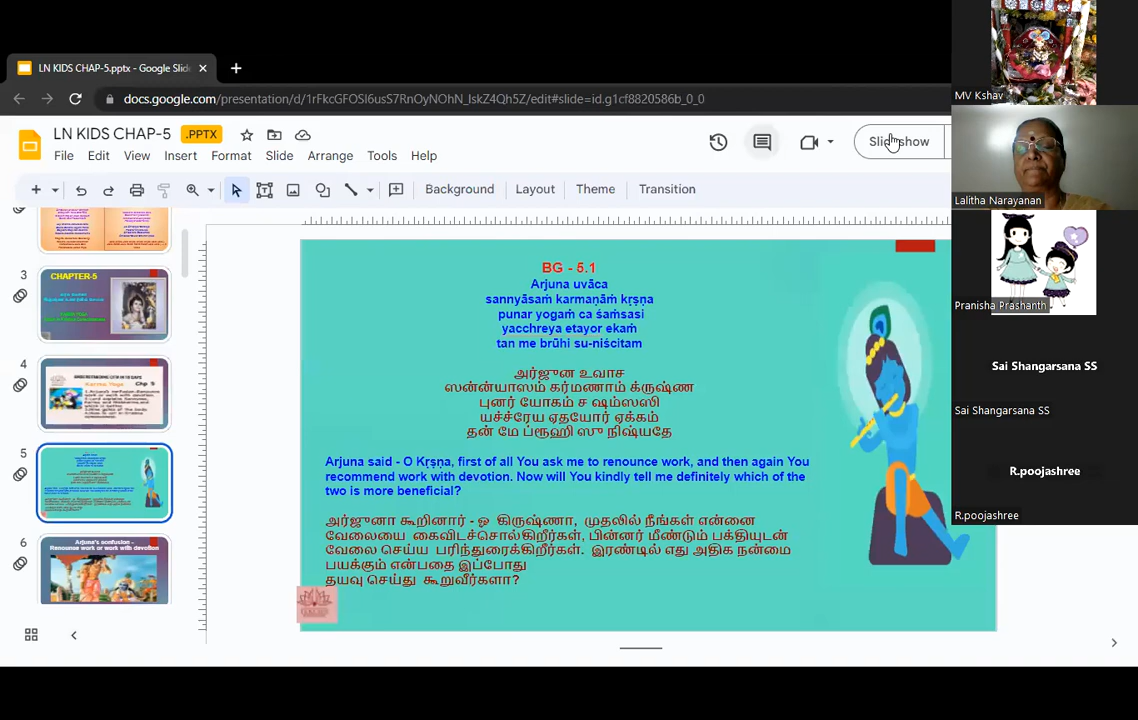 LN KIDS CHAP-5.pptx - Google Slid
docs.google.com/presentation/d/1rFkcGFOSI6usS7RnOyNOhN_IskZ4Qh5Z/edit#slide=id.g1cf8820586b_0_0
LN KIDS CHAP-5
.PPTX
File Edit View Insert Format Slide Arrange Tools Help
Slideshow
Background Layout Theme Transition
3
CHAPTER-5
4
Karma Yoga
Chp 5
5
6
Arjuna's confusion -
Renounce work or work with devotion
BG - 5.1
Arjuna uvāca
sannyāsaṁ karmaṇāṁ kṛṣṇa
punar yogaṁ ca śaṁsasi
yacchreya etayor ekaṁ
tan me brūhi su-niścitam
அர்ஜுன உவாச
ஸன்ன்யாஸம் கர்மணாம் க்ருஷ்ண
புனர் யோகம் ச ஷம்ஸஸி
யச்ச்ரேய ஏதயோர் ஏக்கம்
தன் மே ப்ரூஹி ஸு நிஷ்யதே
Arjuna said - O Kṛṣṇa, first of all You ask me to renounce work, and then again You
recommend work with devotion. Now will You kindly tell me definitely which of the
two is more beneficial?
அர்ஜுனா கூறினார் - ஓ கிருஷ்ணா, முதலில் நீங்கள் என்னை
வேலையை கைவிடச்சொல்கிறீர்கள், பின்னர் மீண்டும் பக்தியுடன்
வேலை செய்ய பரிந்துரைக்கிறீர்கள். இரண்டில் எது அதிக நன்மை
பயக்கும் என்பதை இப்போது
தயவு செய்து கூறுவீர்களா?
MV Kshav
Lalitha Narayanan
Pranisha Prashanth
Sai Shangarsana SS
Sai Shangarsana SS
R.poojashree
R.poojashree